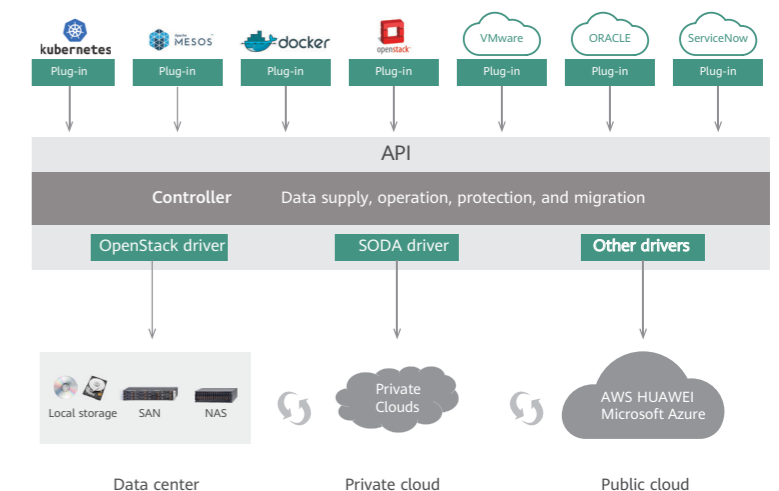 kubernetes
Apache
MESOS
docker
openstack
VMware
ORACLE
ServiceNow
Plug-in
Plug-in
Plug-in
Plug-in
Plug-in
Plug-in
Plug-in
API
Controller
Data supply, operation, protection, and migration
OpenStack driver
SODA driver
Other drivers
Local storage
SAN
NAS
Private
Clouds
AWS HUAWEI
Microsoft Azure
Data center
Private cloud
Public cloud